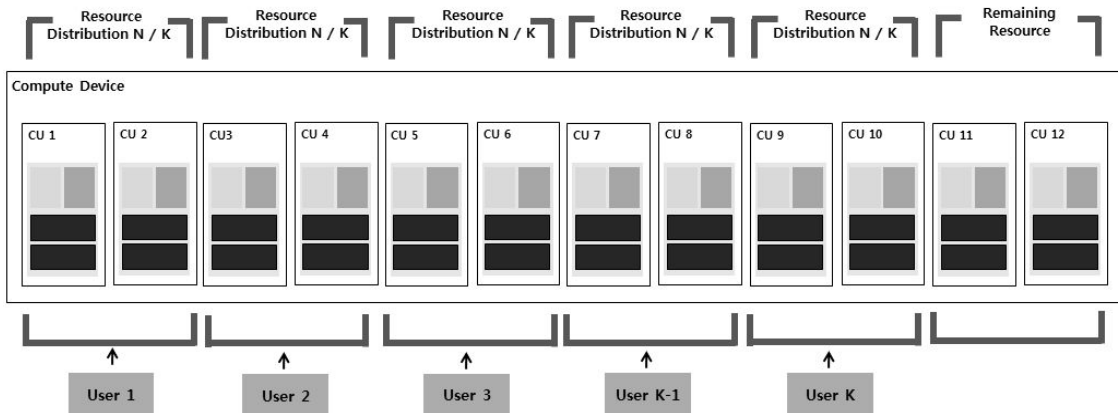 Resource
Distribution N / K
Resource
Distribution N / K
Resource
Distribution N / K
Resource
Distribution N / K
Resource
Distribution N / K
Remaining
Resource
Compute Device
CU 1
CU 2
CU3
CU 4
CU 5
CU 6
CU 7
CU 8
CU 9
CU 10
CU 11
CU 12
User 1
User 2
User 3
User K-1
User K